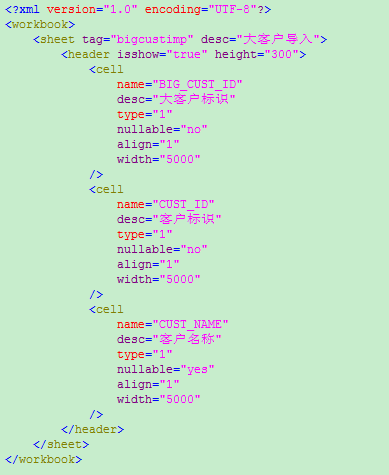 <?xml version="1.0" encoding="UTF-8"?>
<workbook>
    <sheet tag="bigcustimp" desc="大客户导入">
        <header isshow="true" height="300">
            <cell
                name="BIG_CUST_ID"
                desc="大客户标识"
                type="1"
                nullable="no"
                align="1"
                width="5000"
            />
            <cell
                name="CUST_ID"
                desc="客户标识"
                type="1"
                nullable="no"
                align="1"
                width="5000"
            />
            <cell
                name="CUST_NAME"
                desc="客户名称"
                type="1"
                nullable="yes"
                align="1"
                width="5000"
            />
        </header>
    </sheet>
</workbook>